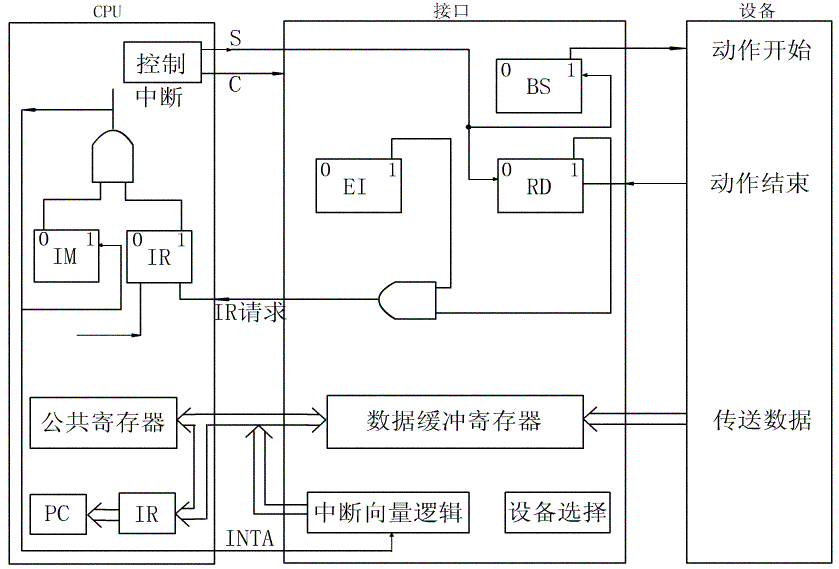 CPU 接口 设备
控制 S 动作开始
中断 C 0 1
BS
0 1 0 1 动作结束
EI RD
0 1 0 1
IM IR
IR请求
公共寄存器 数据缓冲寄存器 传送数据
PC IR 中断向量逻辑 设备选择
INTA